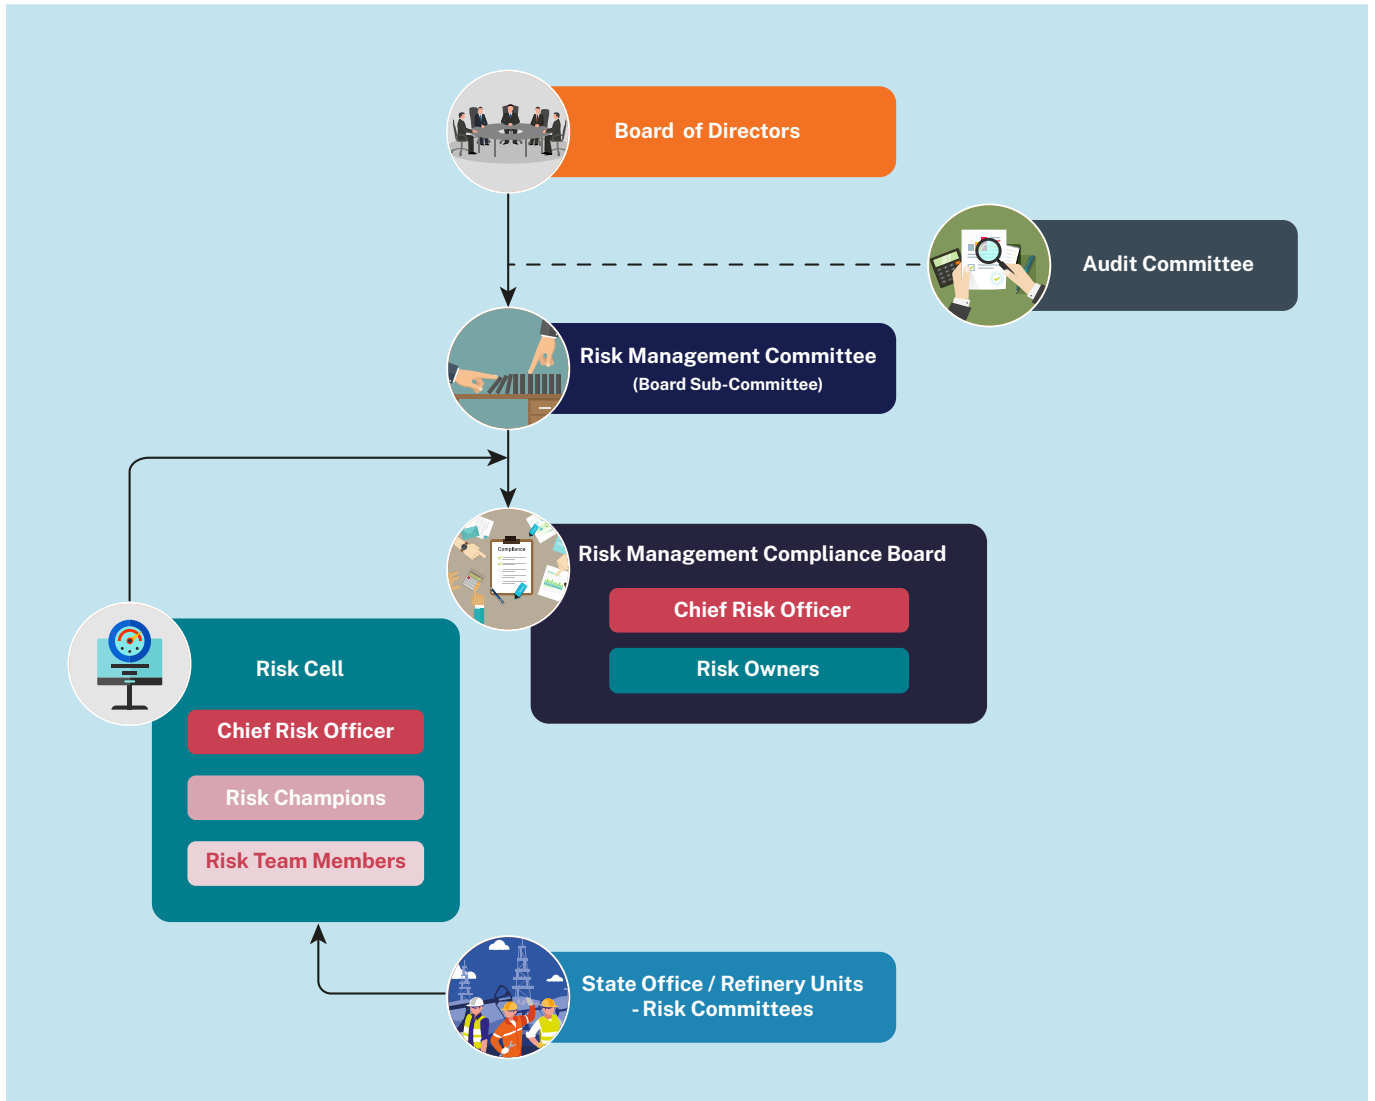 Board of Directors
Audit Committee
Risk Management Committee
(Board Sub-Committee)
Compliance
Risk Management Compliance Board
Chief Risk Officer
Risk Owners
Risk Cell
Chief Risk Officer
Risk Champions
Risk Team Members
State Office / Refinery Units
- Risk Committees